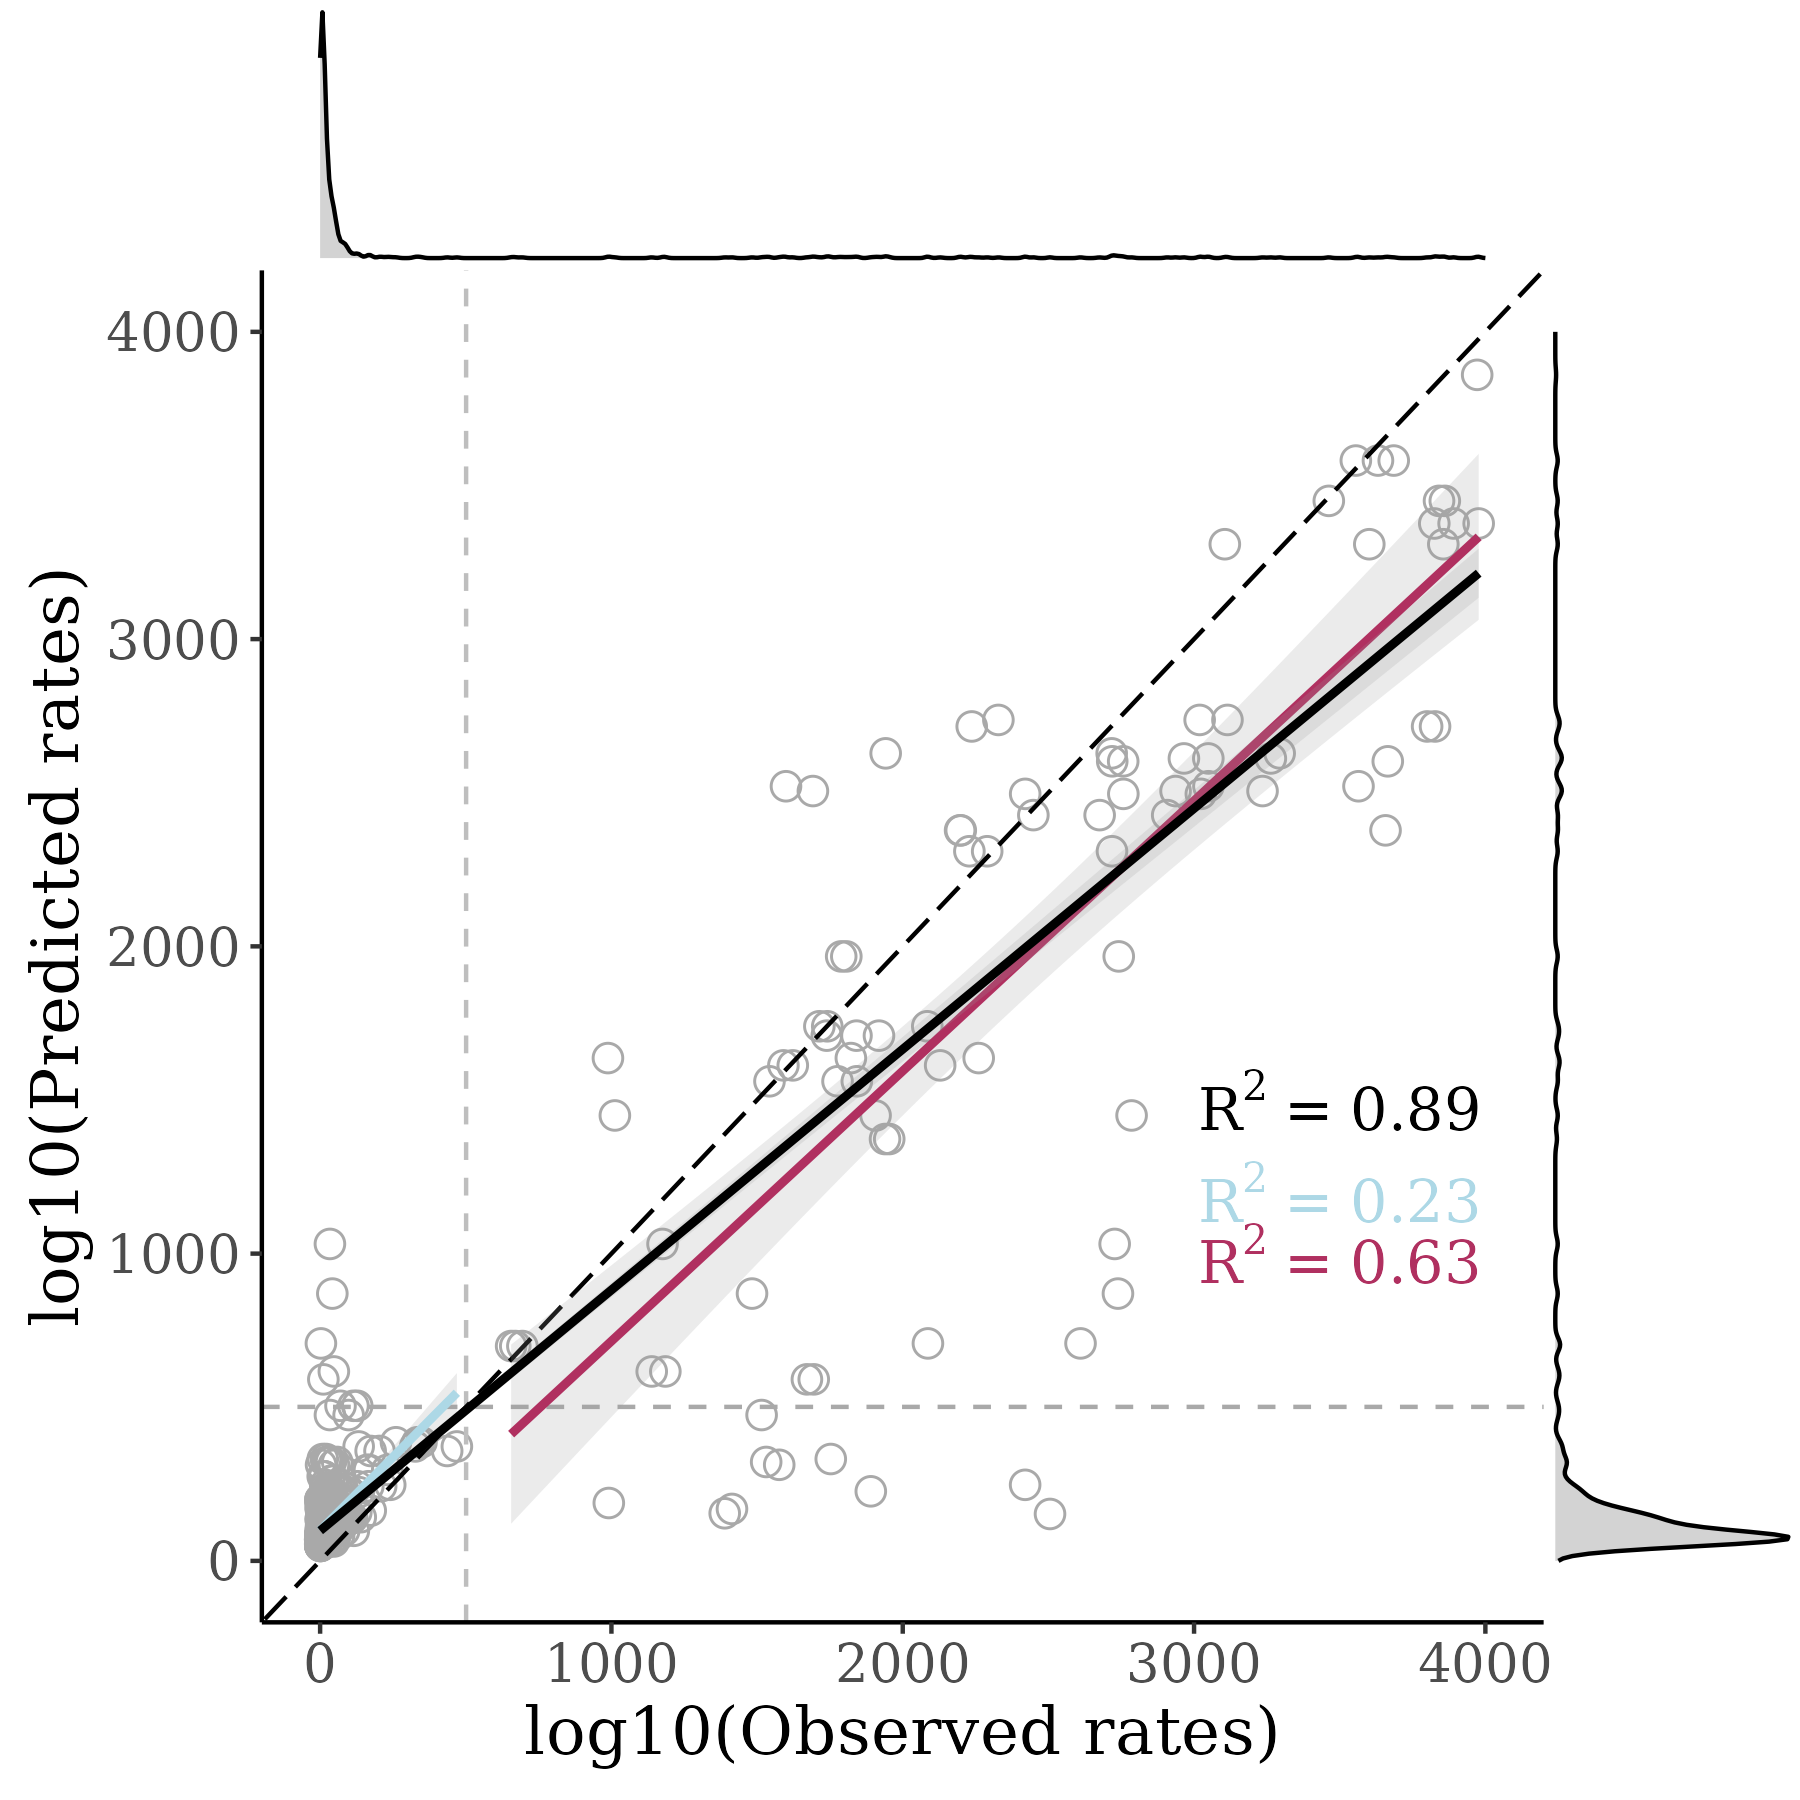 4000
3000
2000
1000
0
log10(Predicted rates)
R² = 0.89
R² = 0.23
R² = 0.63
0 1000 2000 3000 4000
log10(Observed rates)